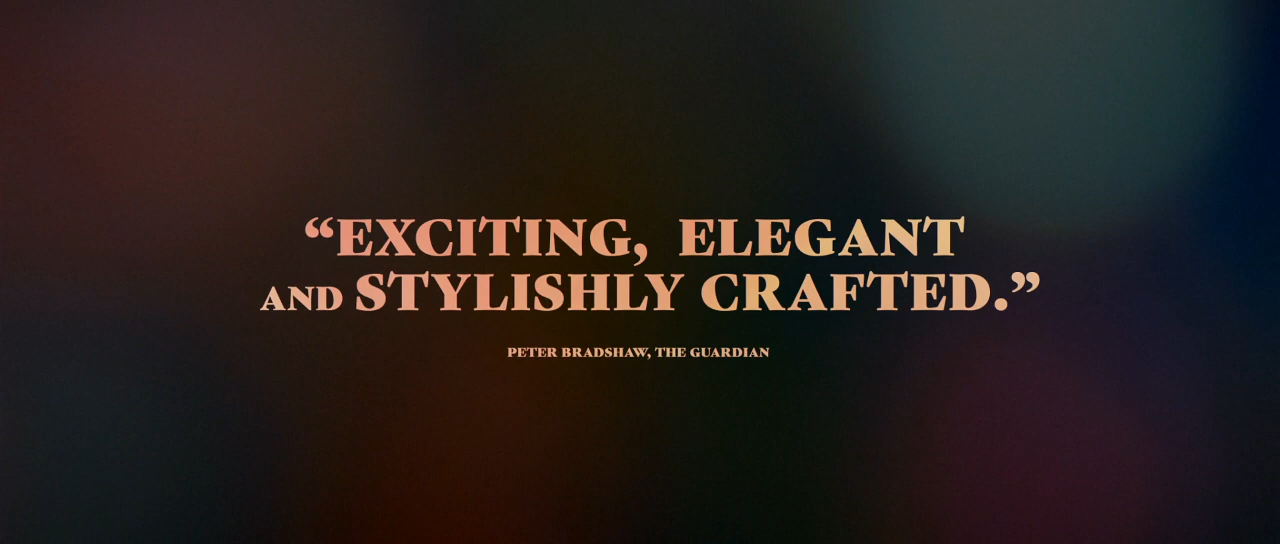 “EXCITING, ELEGANT
AND STYLISHLY CRAFTED.”
PETER BRADSHAW, THE GUARDIAN